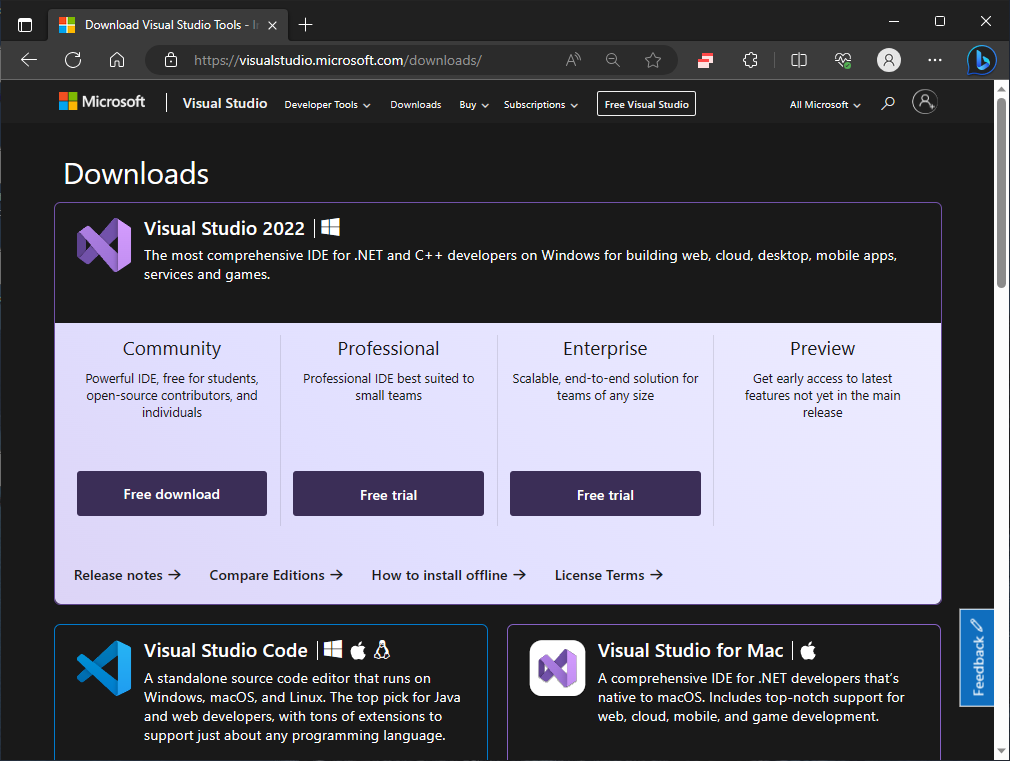 Download Visual Studio Tools - I
https://visualstudio.microsoft.com/downloads/
Microsoft Visual Studio Developer Tools Downloads Buy Subscriptions Free Visual Studio All Microsoft
Downloads
Visual Studio 2022
The most comprehensive IDE for .NET and C++ developers on Windows for building web, cloud, desktop, mobile apps,
services and games.
Community
Powerful IDE, free for students,
open-source contributors, and
individuals
Free download
Professional
Professional IDE best suited to
small teams
Free trial
Enterprise
Scalable, end-to-end solution for
teams of any size
Free trial
Preview
Get early access to latest
features not yet in the main
release
Release notes → Compare Editions → How to install offline → License Terms →
Visual Studio Code
A standalone source code editor that runs on
Windows, macOS, and Linux. The top pick for Java
and web developers, with tons of extensions to
support just about any programming language.
Visual Studio for Mac
A comprehensive IDE for .NET developers that's
native to macOS. Includes top-notch support for
web, cloud, mobile, and game development.
Feedback